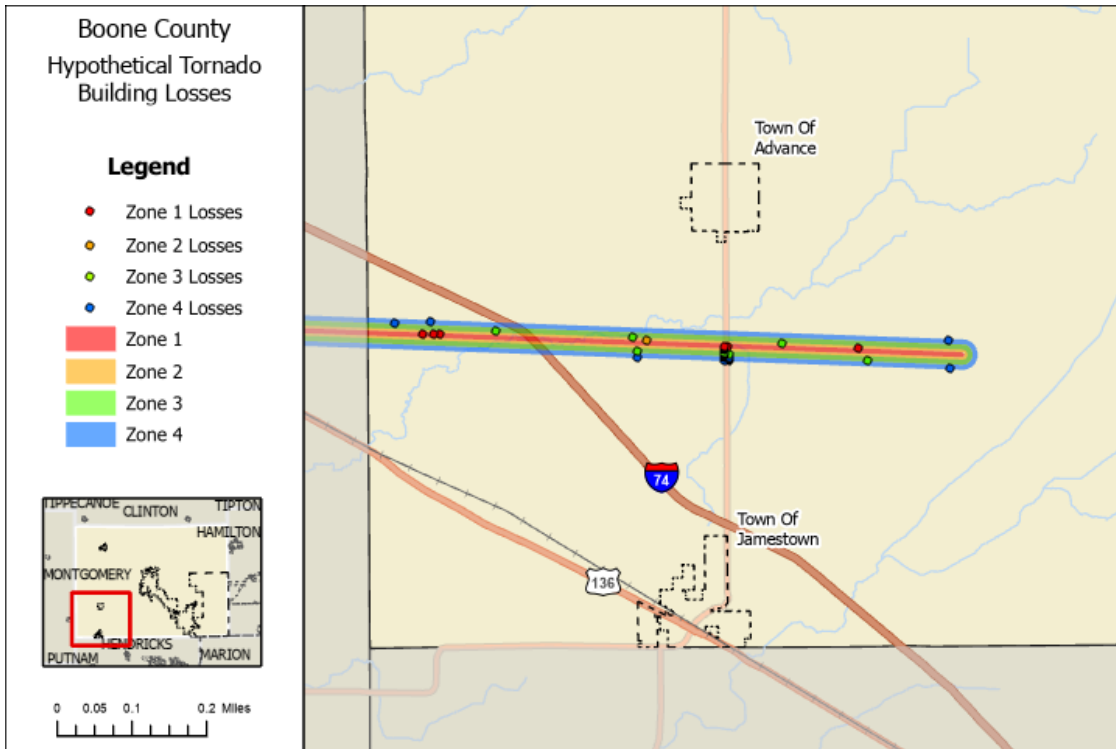 Boone County
Hypothetical Tornado
Building Losses
Legend
Zone 1 Losses
Zone 2 Losses
Zone 3 Losses
Zone 4 Losses
Zone 1
Zone 2
Zone 3
Zone 4
TIPPECANOE
CLINTON
TIPTON
HAMILTON
MONTGOMERY
HENDRICKS
PUTNAM
MARION
0 0.05 0.1 0.2 Miles
Town Of
Advance
74
Town Of
Jamestown
136